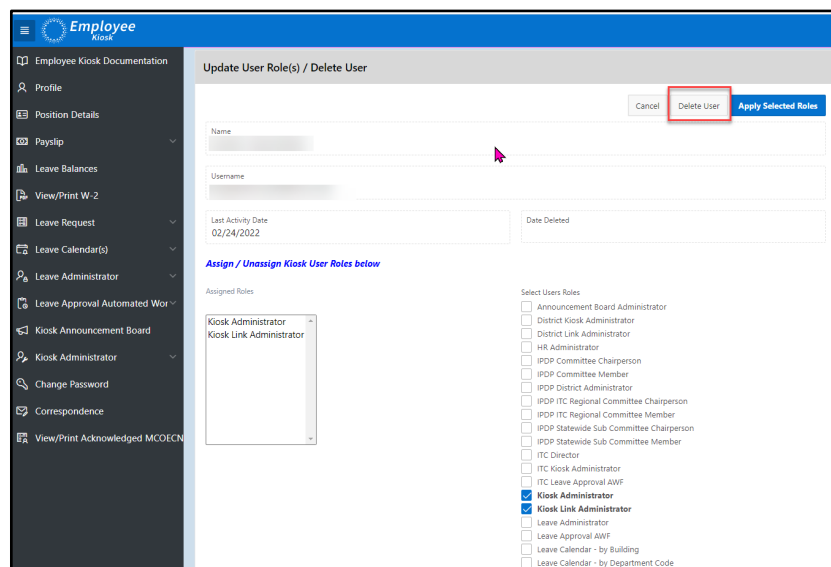 Employee
Kiosk
Employee Kiosk Documentation
Profile
Position Details
Payslip
Leave Balances
View/Print W-2
Leave Request
Leave Calendar(s)
Leave Administrator
Leave Approval Automated Wor
Kiosk Announcement Board
Kiosk Administrator
Change Password
Correspondence
View/Print Acknowledged MCOECN
Update User Role(s) / Delete User
Cancel Delete User Apply Selected Roles
Name
Username
Last Activity Date
02/24/2022
Date Deleted
Assign / Unassign Kiosk User Roles below
Assigned Roles
Kiosk Administrator
Kiosk Link Administrator
Select Users Roles
Announcement Board Administrator
District Kiosk Administrator
District Link Administrator
HR Administrator
IPDP Committee Chairperson
IPDP Committee Member
IPDP District Administrator
IPDP ITC Regional Committee Chairperson
IPDP ITC Regional Committee Member
IPDP Statewide Sub Committee Chairperson
IPDP Statewide Sub Committee Member
ITC Director
ITC Kiosk Administrator
ITC Leave Approval AWF
Kiosk Administrator
Kiosk Link Administrator
Leave Administrator
Leave Approval AWF
Leave Calendar - by Building
Leave Calendar - by Department Code